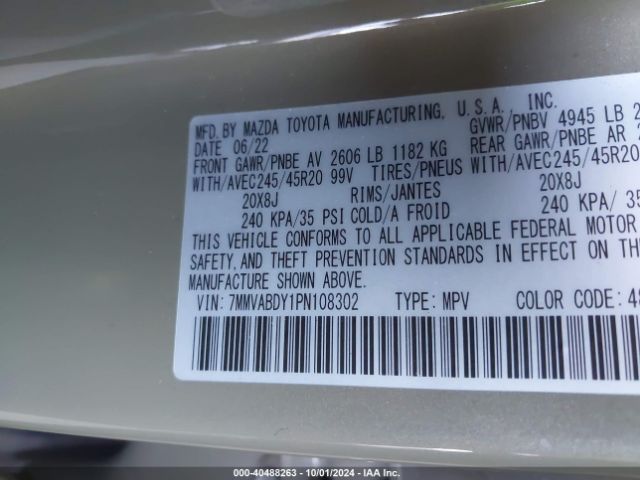 MFD. BY MAZDA TOYOTA MANUFACTURING, U.S.A. INC.
DATE 06/22 GVWR/PNBV 4945 LB
FRONT GAWR/PNBE AV 2606 LB 1182 KG REAR GAWR/PNBE AR
WITH/AVEC245/45R20 99V TIRES/PNEUS WITH/AVEC245/45R20
20X8J RIMS/JANTES 20X8J
240 KPA/35 PSI COLD/A FROID 240 KPA/ 35
THIS VEHICLE CONFORMS TO ALL APPLICABLE FEDERAL MOTOR
SAFETY, AND THEFT PREVENTION STANDARDS IN EFFECT ON THE
MANUFACTURE SHOWN ABOVE.
VIN: 7MMVABDY1PN108302 TYPE: MPV COLOR CODE:
000-40488263 - 10/01/2024 - IAA Inc.